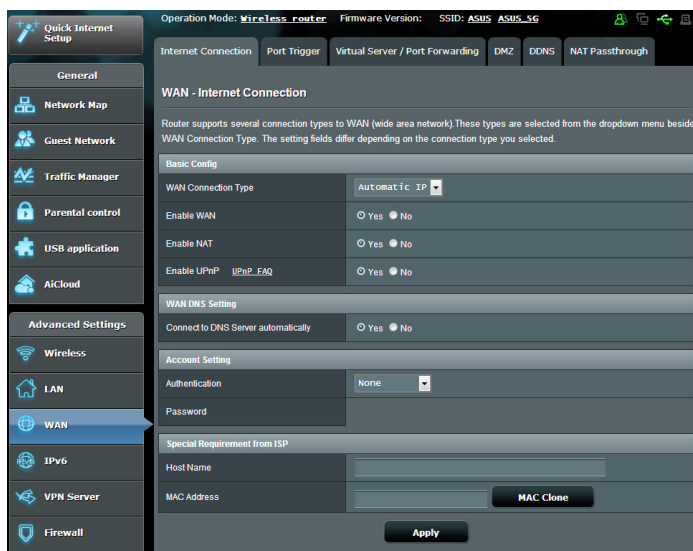 Quick Internet
Setup
Operation Mode: Wireless router Firmware Version: SSID: ASUS ASUS_5G
Internet Connection Port Trigger Virtual Server / Port Forwarding DMZ DDNS NAT Passthrough
General
Network Map
Guest Network
Traffic Manager
Parental control
USB application
AiCloud
Advanced Settings
Wireless
LAN
WAN
IPv6
VPN Server
Firewall
WAN - Internet Connection
Router supports several connection types to WAN (wide area network).These types are selected from the dropdown menu beside
WAN Connection Type. The setting fields differ depending on the connection type you selected.
Basic Config
WAN Connection Type Automatic IP
Enable WAN Yes No
Enable NAT Yes No
Enable UPnP UPnP FAQ Yes No
WAN DNS Setting
Connect to DNS Server automatically Yes No
Account Setting
Authentication None
Password
Special Requirement from ISP
Host Name
MAC Address MAC Clone
Apply